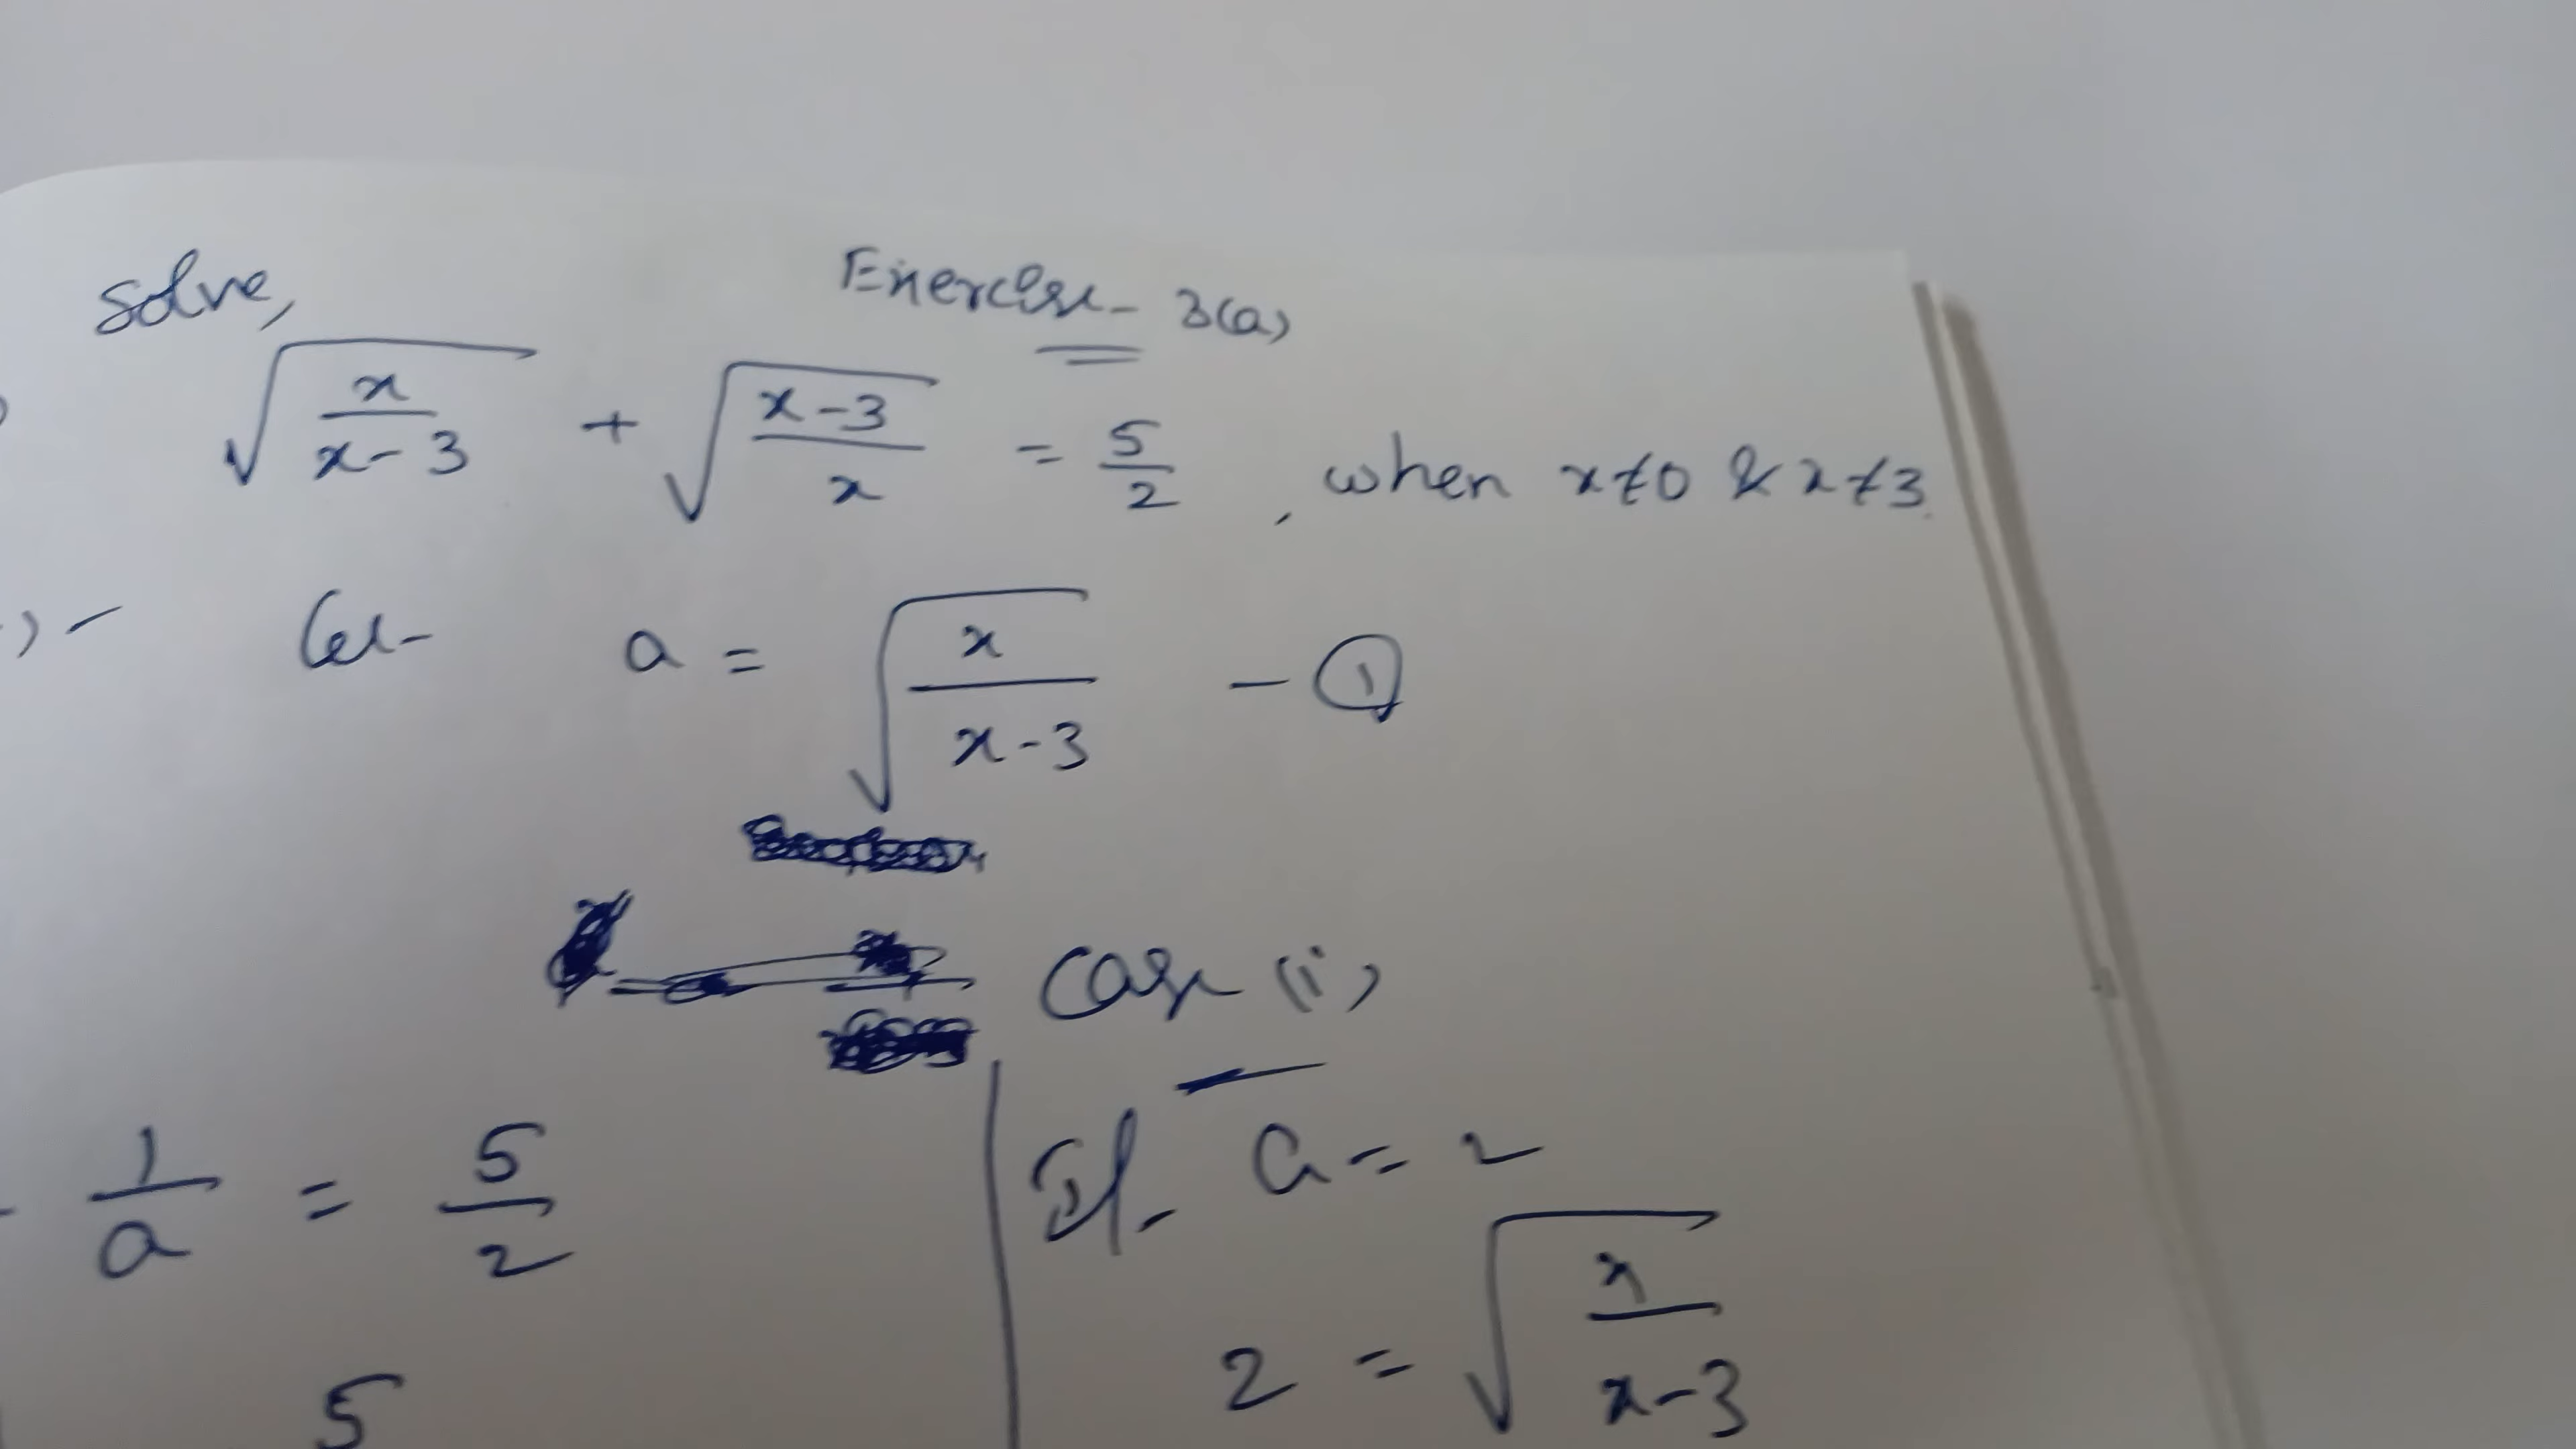 Solve, Exercise - 3(a)
√(x/(x-3)) + √((x-3)/x) = 5/2 , when x≠0 & x≠3.
Let a = √(x/(x-3)) - ①
Case (i)
1/a = 5/2
5
If a = 2
2 = √(x/(x-3))